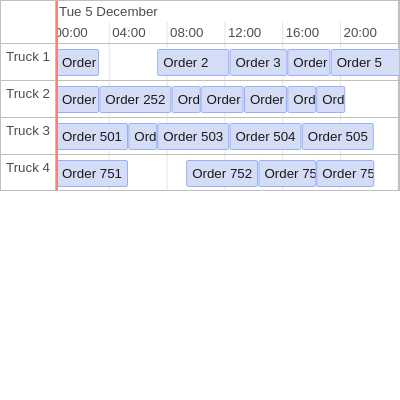 Tue 5 December
00:00 04:00 08:00 12:00 16:00 20:00
Truck 1 Order Order 2 Order 3 Order Order 5
Truck 2 Order Order 252 Ord Order Order Ord Ord
Truck 3 Order 501 Ord Order 503 Order 504 Order 505
Truck 4 Order 751 Order 752 Order 75 Order 75